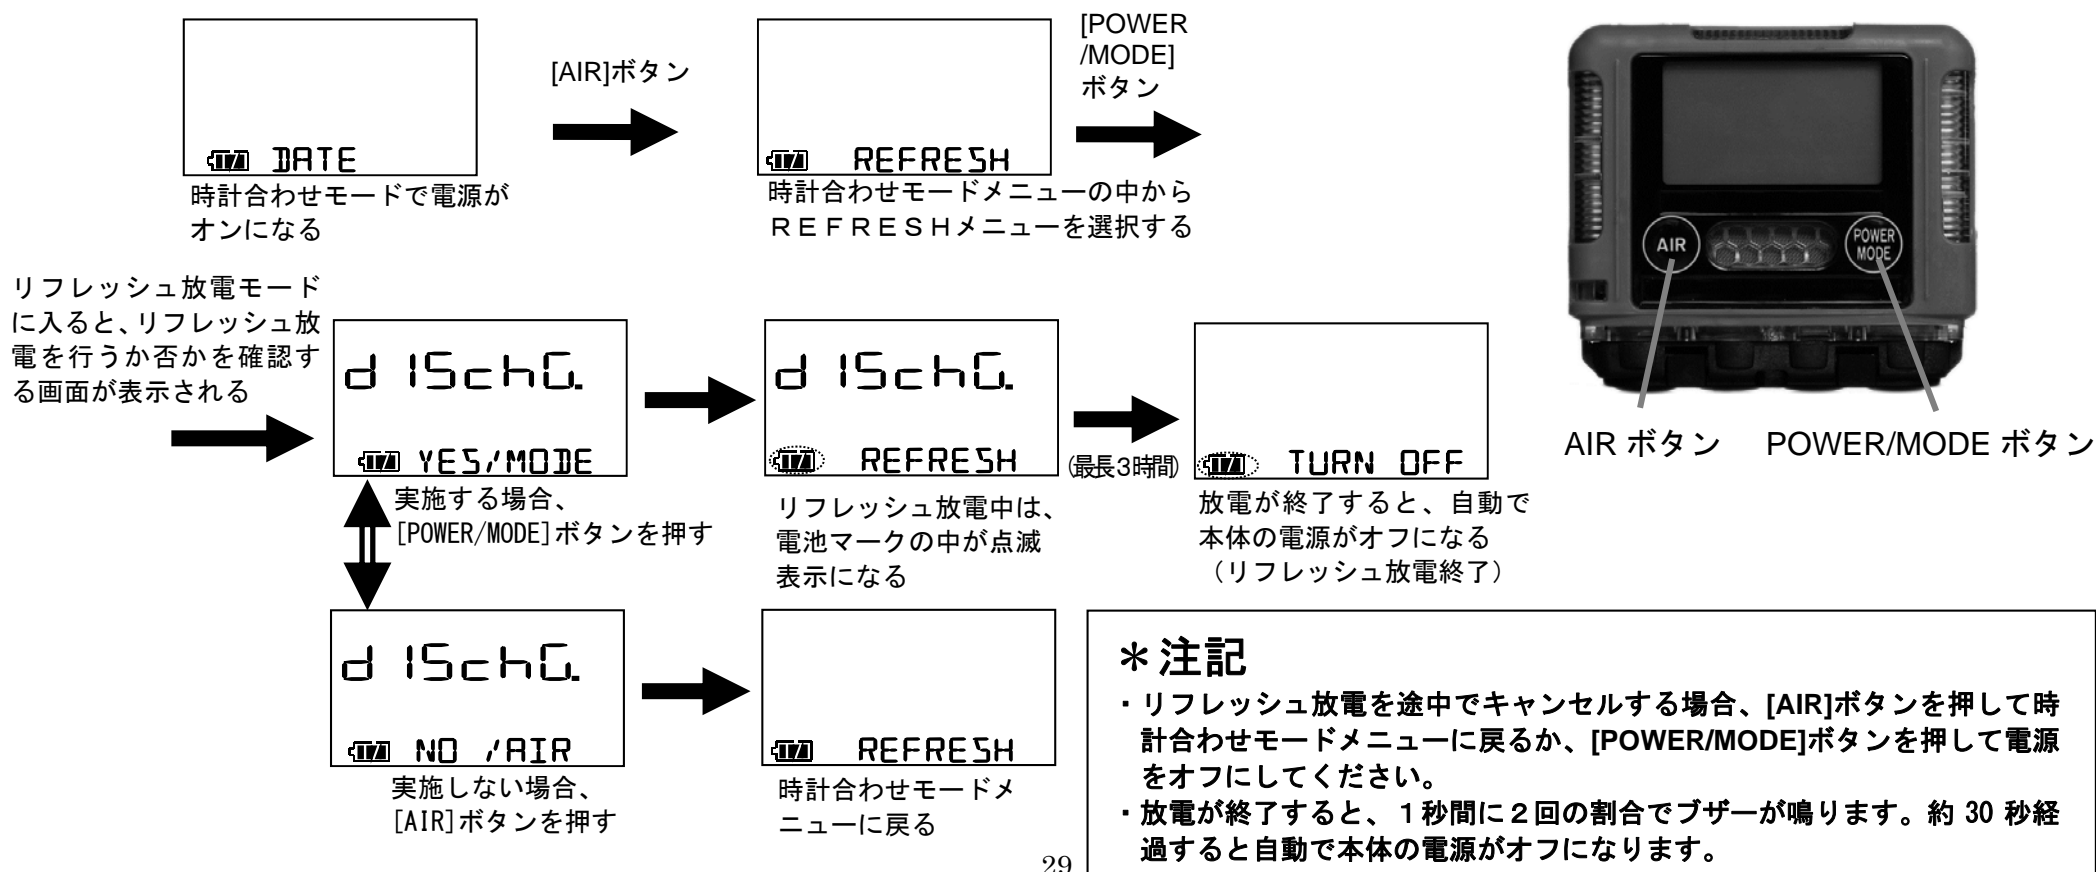 DATE
時計合わせモードで電源が
オンになる
[AIR]ボタン
REFRESH
時計合わせモードメニューの中から
ＲＥＦＲＥＳＨメニューを選択する
[POWER
/MODE]
ボタン
AIR
POWER
MODE
AIR ボタン
POWER/MODE ボタン
リフレッシュ放電モード
に入ると、リフレッシュ放
電を行うか否かを確認す
る画面が表示される
dISchG.
YES/MODE
実施する場合、
[POWER/MODE]ボタンを押す
dISchG.
REFRESH
リフレッシュ放電中は、
電池マークの中が点滅
表示になる
(最長3時間)
TURN OFF
放電が終了すると、自動で
本体の電源がオフになる
（リフレッシュ放電終了）
dISchG.
NO /AIR
実施しない場合、
[AIR]ボタンを押す
REFRESH
時計合わせモードメ
ニューに戻る
＊注記
・リフレッシュ放電を途中でキャンセルする場合、[AIR]ボタンを押して時
計合わせモードメニューに戻るか、[POWER/MODE]ボタンを押して電源
をオフにしてください。
・放電が終了すると、１秒間に２回の割合でブザーが鳴ります。約 30 秒経
過すると自動で本体の電源がオフになります。
29